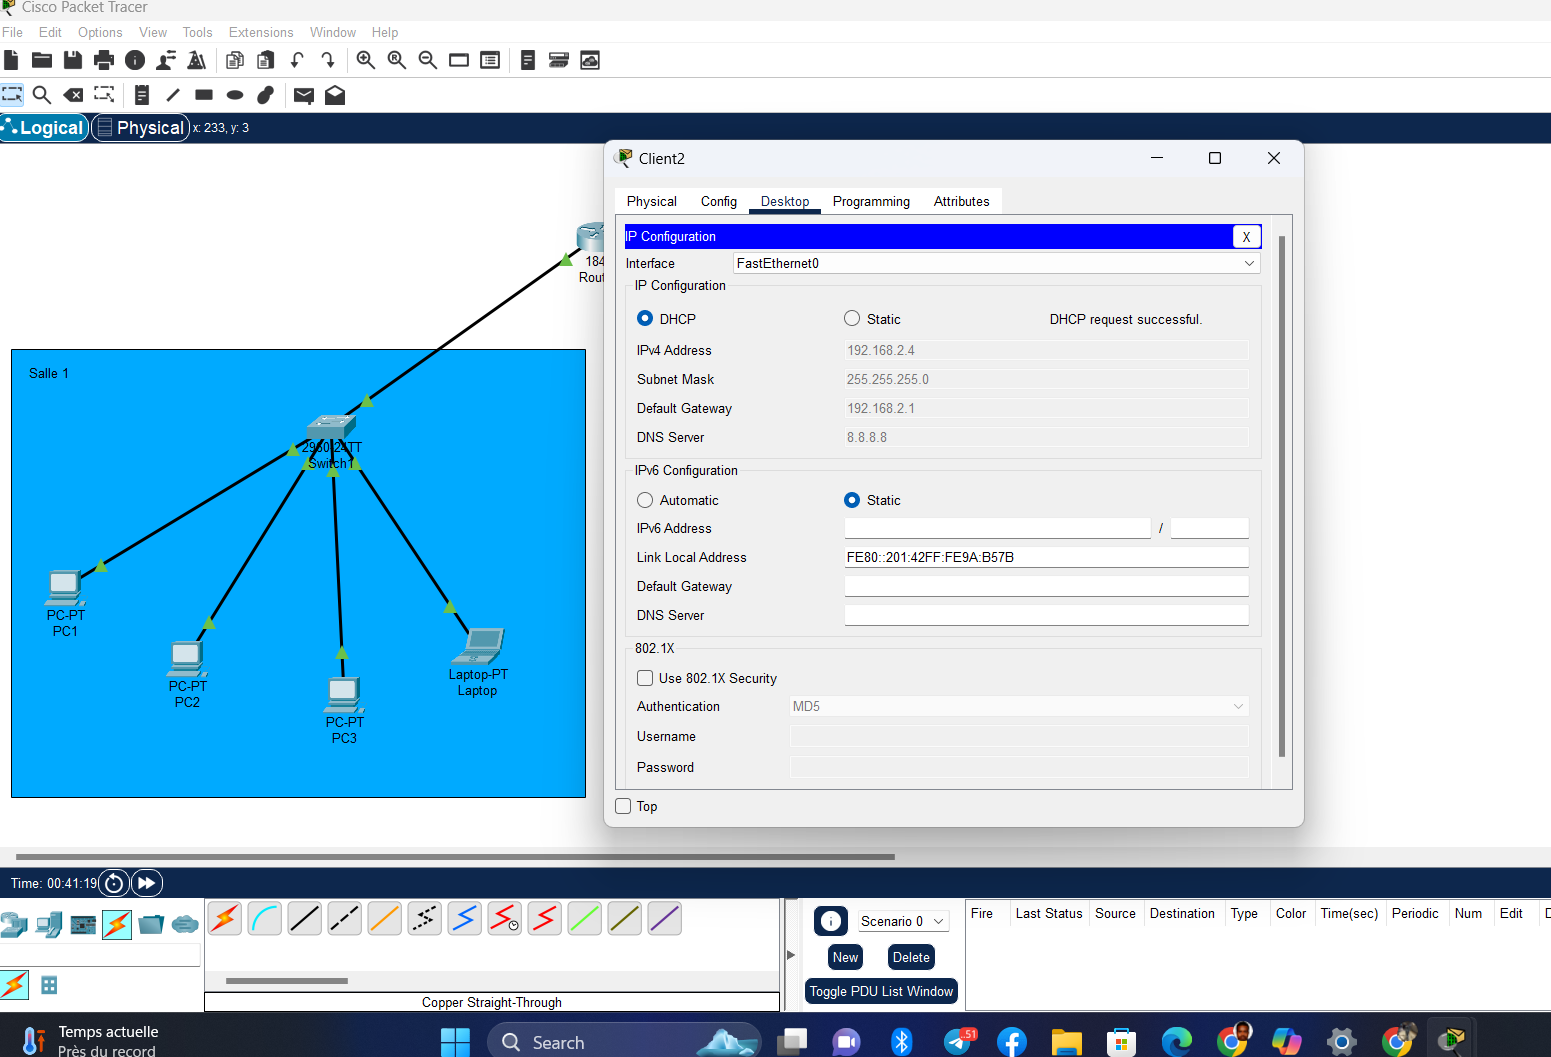 Cisco Packet Tracer
File Edit Options View Tools Extensions Window Help
Logical Physical x: 233, y: 3
Client2
Physical Config Desktop Programming Attributes
IP Configuration X
Interface FastEthernet0
IP Configuration
DHCP Static DHCP request successful.
IPv4 Address 192.168.2.4
Subnet Mask 255.255.255.0
Default Gateway 192.168.2.1
DNS Server 8.8.8.8
IPv6 Configuration
Automatic Static
IPv6 Address /
Link Local Address FE80::201:42FF:FE9A:B57B
Default Gateway
DNS Server
802.1X
Use 802.1X Security
Authentication MD5
Username
Password
Top
184
Rout
Salle 1
2960-24TT
Switch1
PC-PT
PC1
PC-PT
PC2
PC-PT
PC3
Laptop-PT
Laptop
Time: 00:41:19
Scenario 0
New Delete
Toggle PDU List Window
Fire Last Status Source Destination Type Color Time(sec) Periodic Num Edit D
Copper Straight-Through
Temps actuelle
Près du record
Search
51